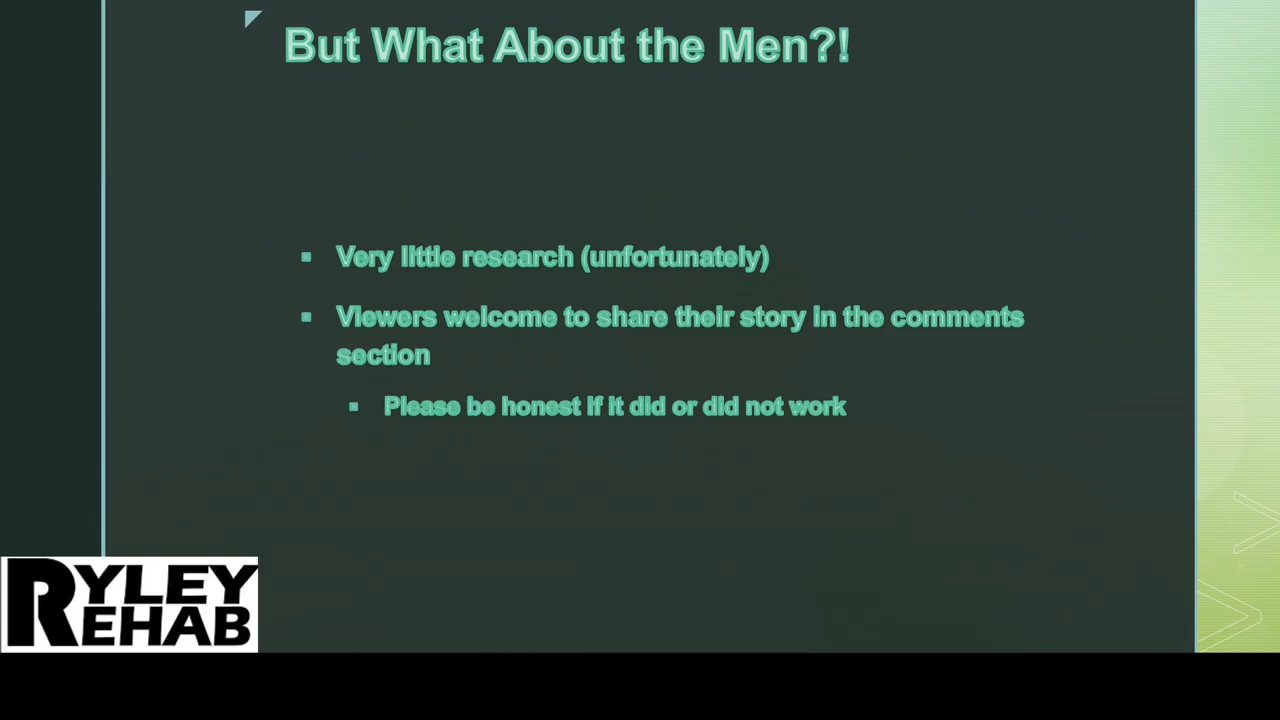 But What About the Men?!
Very little research (unfortunately)
Viewers welcome to share their story in the comments
section
Please be honest if it did or did not work
RYLEY
REHAB